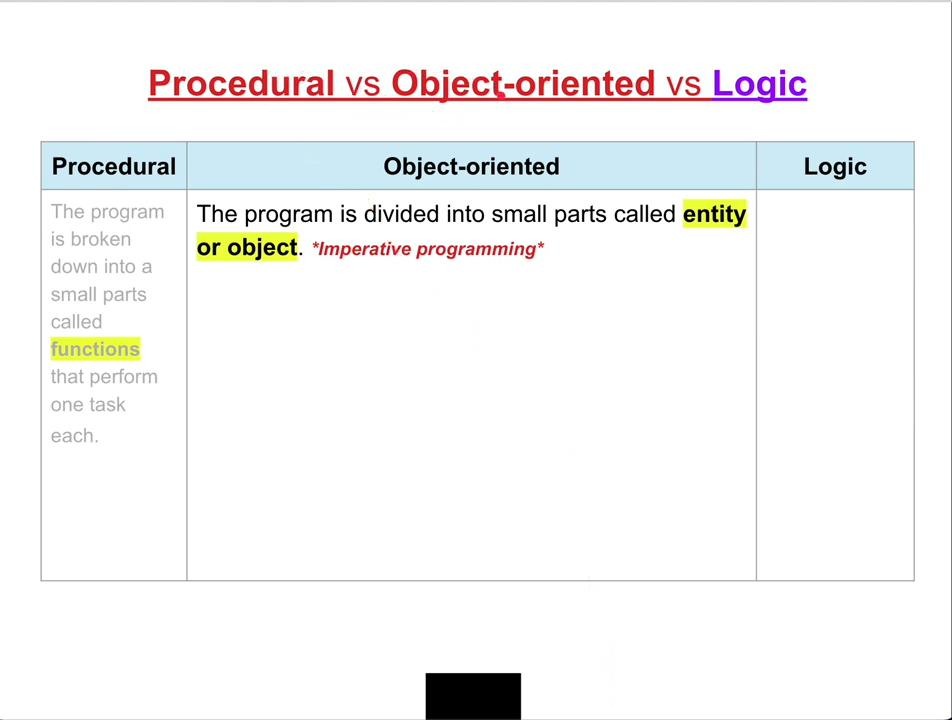 Procedural vs Object-oriented vs Logic
Procedural
Object-oriented
Logic
The program
is broken
down into a
small parts
called
functions
that perform
one task
each.
The program is divided into small parts called entity
or object. *Imperative programming*